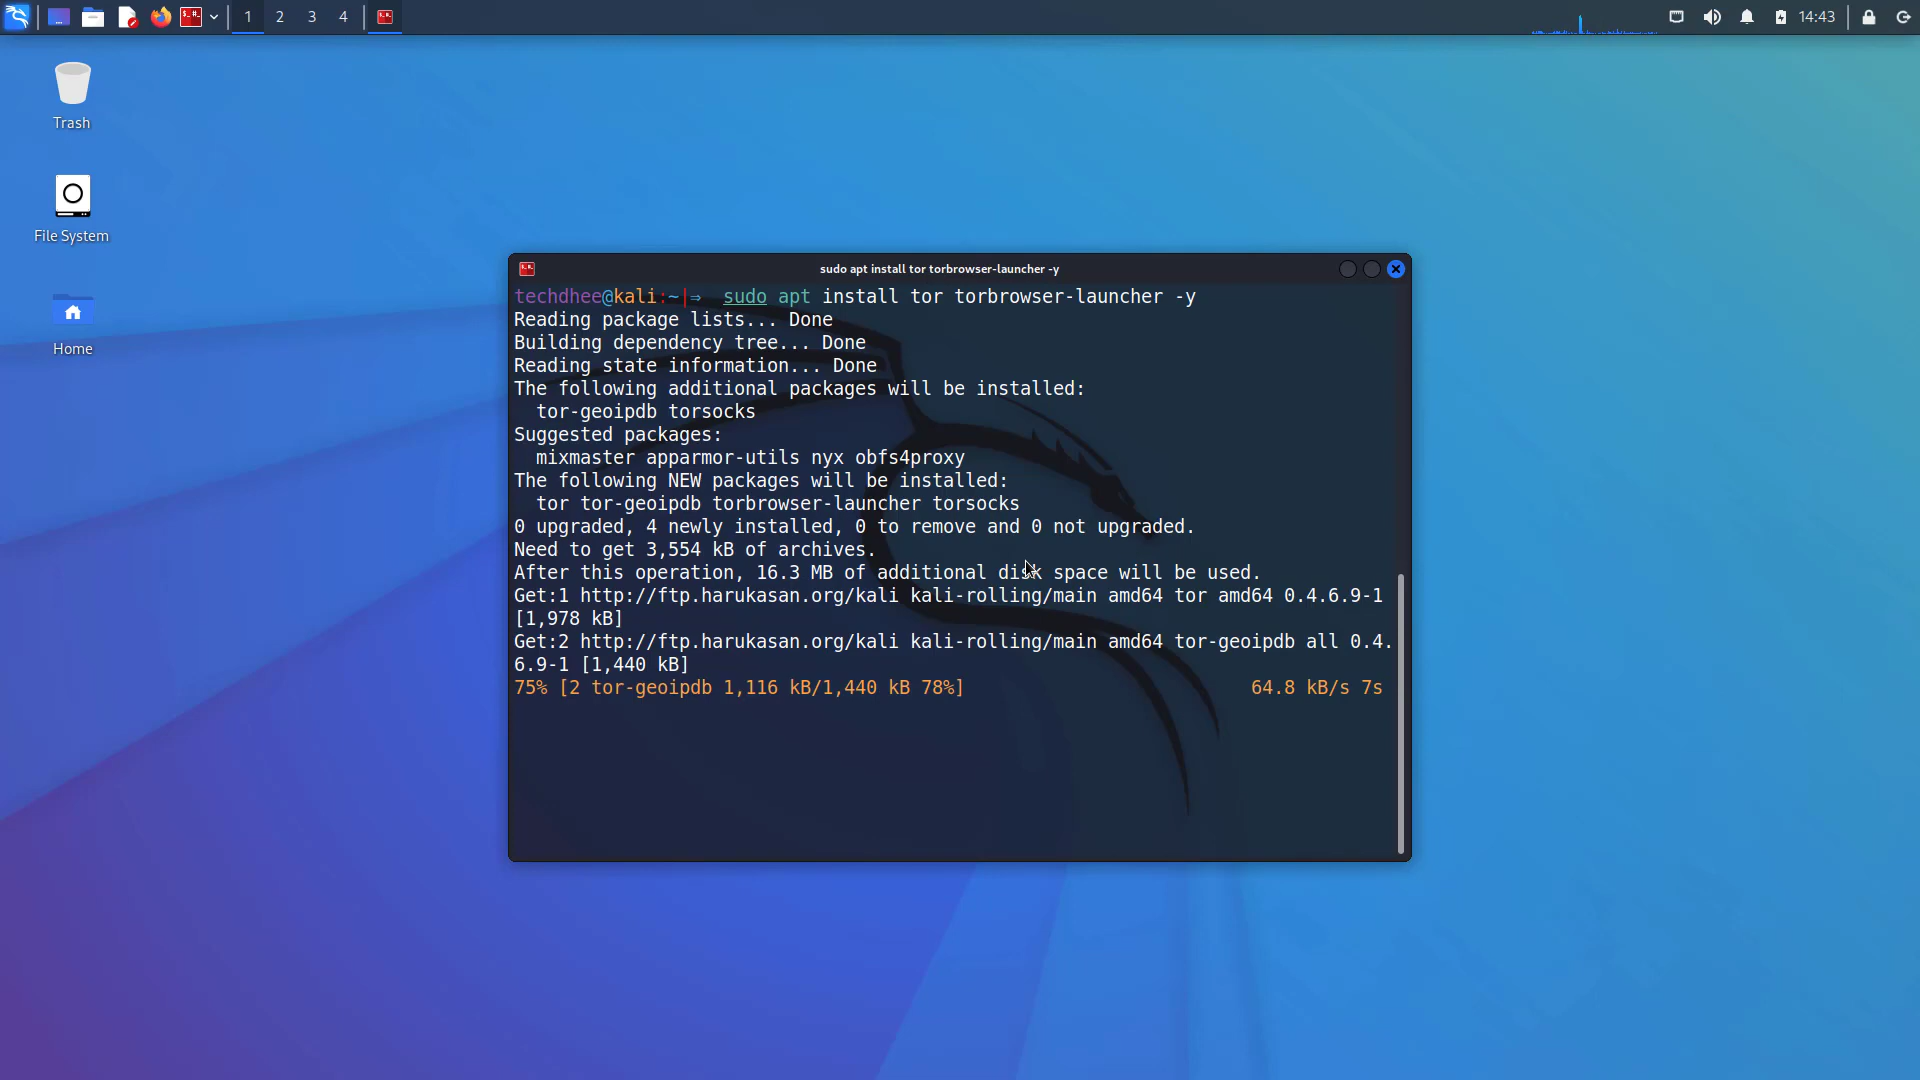 1 2 3 4 14:43
Trash
File System
Home
sudo apt install tor torbrowser-launcher -y
techdhee@kali:~|⇒  sudo apt install tor torbrowser-launcher -y
Reading package lists... Done
Building dependency tree... Done
Reading state information... Done
The following additional packages will be installed:
  tor-geoipdb torsocks
Suggested packages:
  mixmaster apparmor-utils nyx obfs4proxy
The following NEW packages will be installed:
  tor tor-geoipdb torbrowser-launcher torsocks
0 upgraded, 4 newly installed, 0 to remove and 0 not upgraded.
Need to get 3,554 kB of archives.
After this operation, 16.3 MB of additional disk space will be used.
Get:1 http://ftp.harukasan.org/kali kali-rolling/main amd64 tor amd64 0.4.6.9-1
[1,978 kB]
Get:2 http://ftp.harukasan.org/kali kali-rolling/main amd64 tor-geoipdb all 0.4.
6.9-1 [1,440 kB]
75% [2 tor-geoipdb 1,116 kB/1,440 kB 78%] 64.8 kB/s 7s